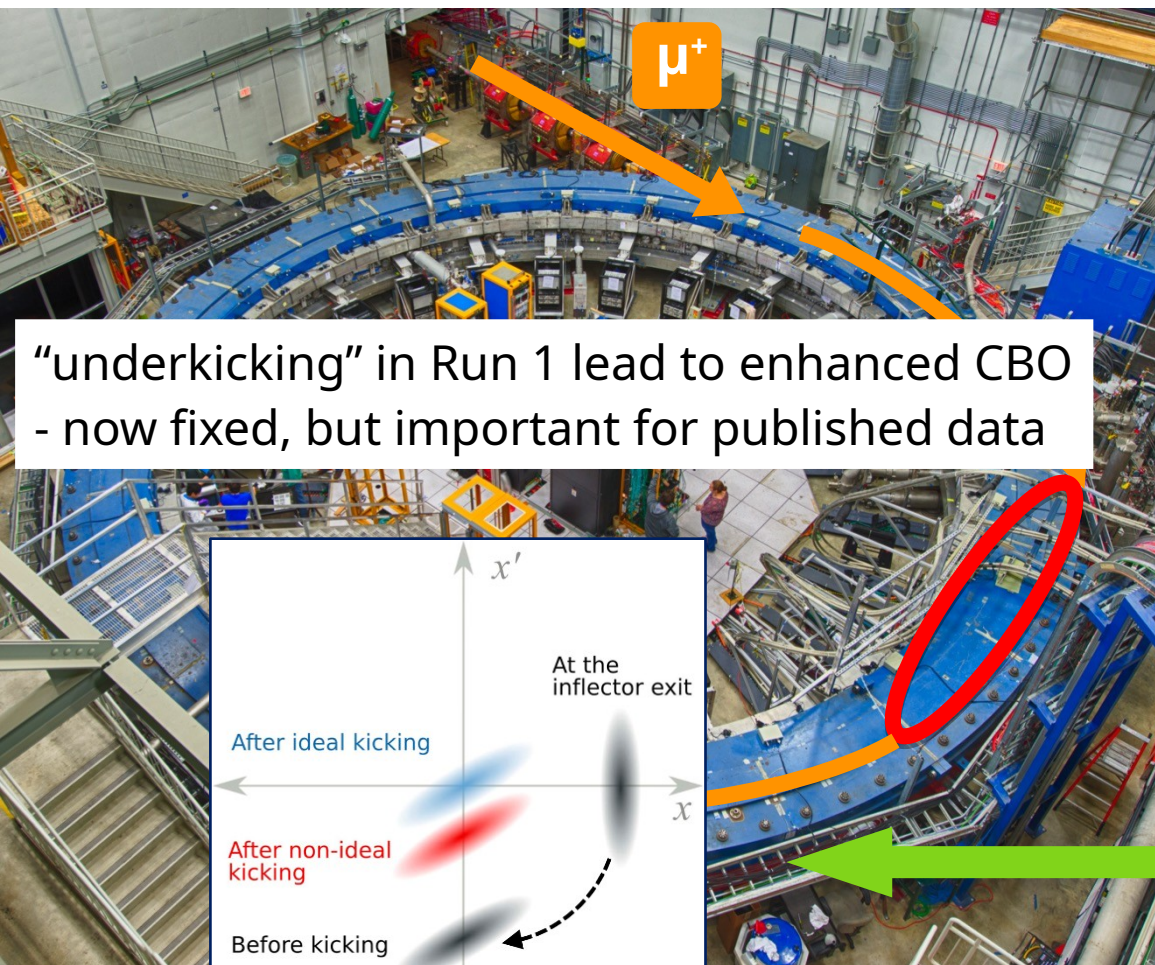 μ⁺
“underkicking” in Run 1 lead to enhanced CBO
- now fixed, but important for published data
x′
At the
inflector exit
After ideal kicking
x
After non-ideal
kicking
Before kicking